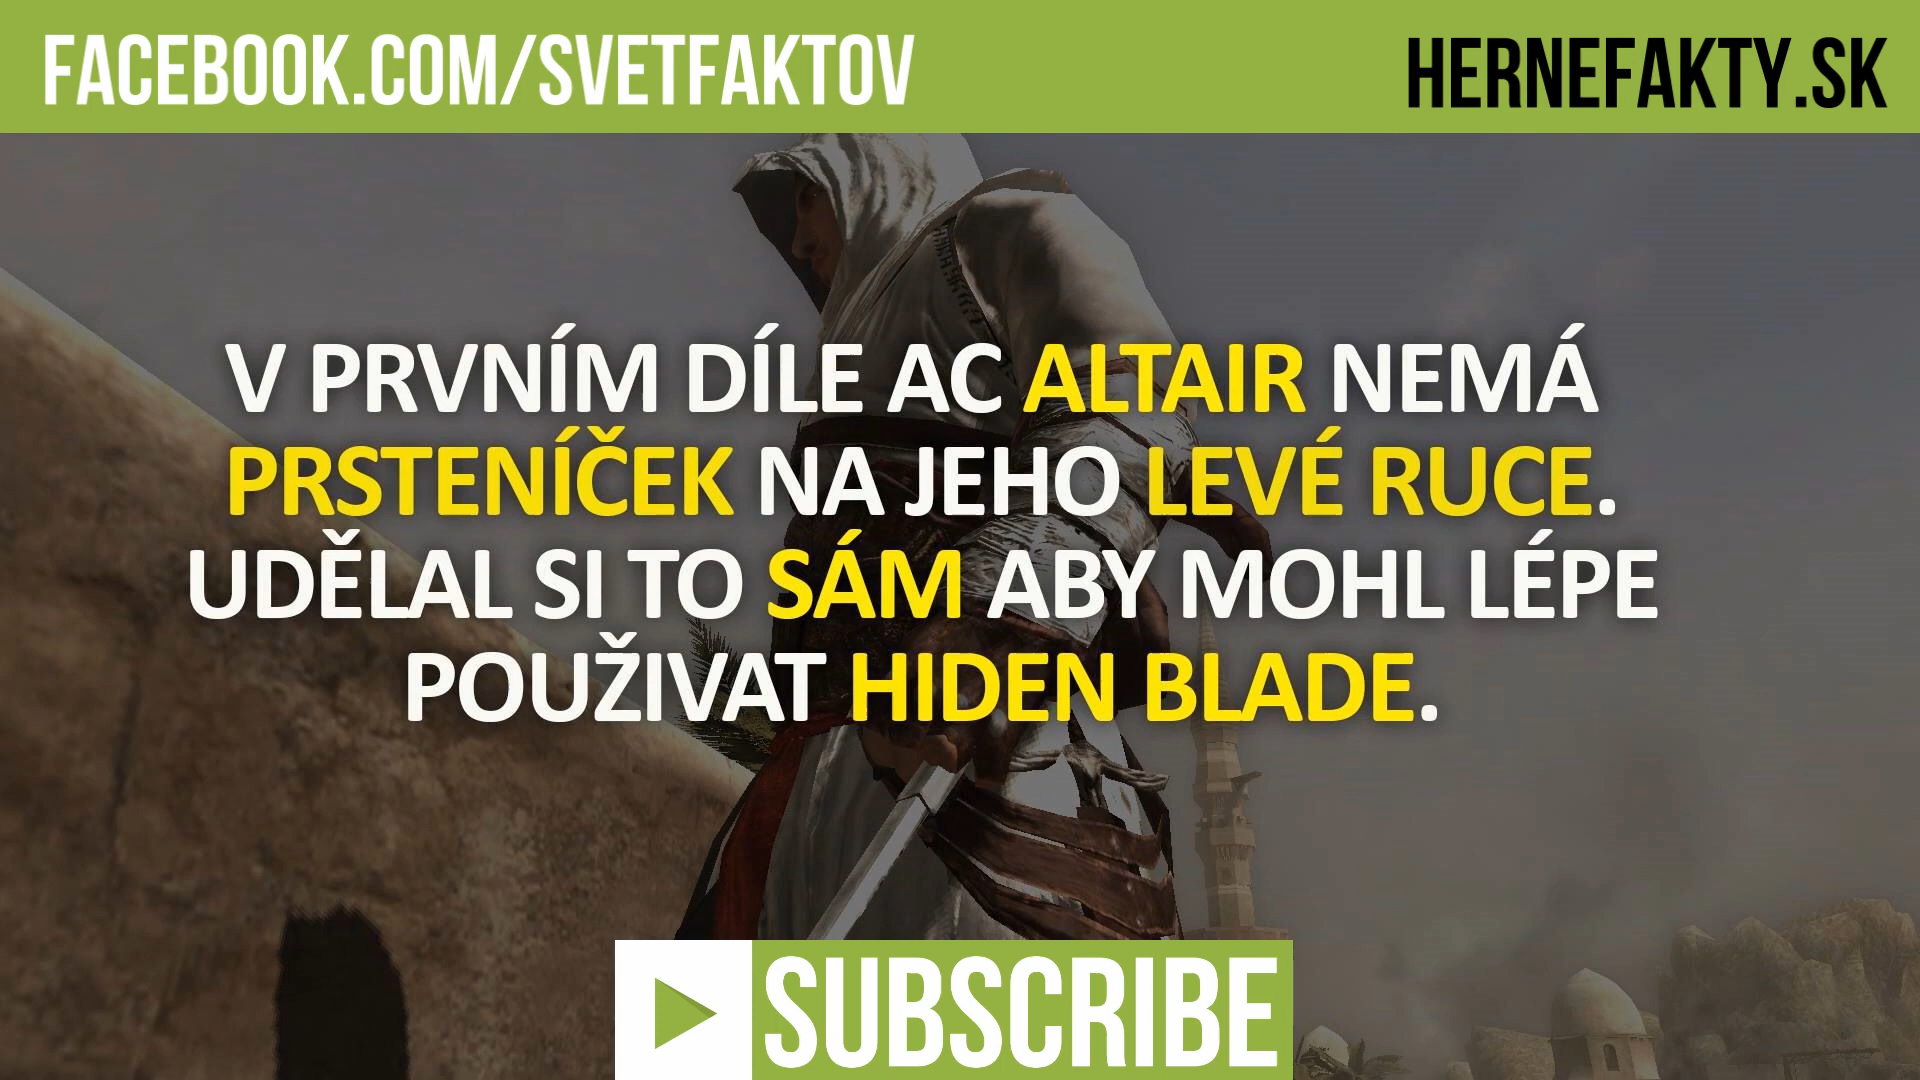 FACEBOOK.COM/SVETFAKTOV
HERNEFAKTY.SK
V PRVNÍM DÍLE AC ALTAIR NEMÁ
PRSTENÍČEK NA JEHO LEVÉ RUCE.
UDĚLAL SI TO SÁM ABY MOHL LÉPE
POUŽIVAT HIDEN BLADE.
SUBSCRIBE